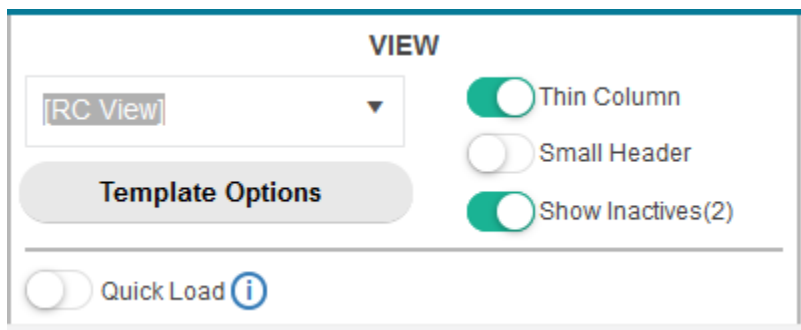 VIEW
[RC View]
Thin Column
Small Header
Template Options
Show Inactives(2)
Quick Load i